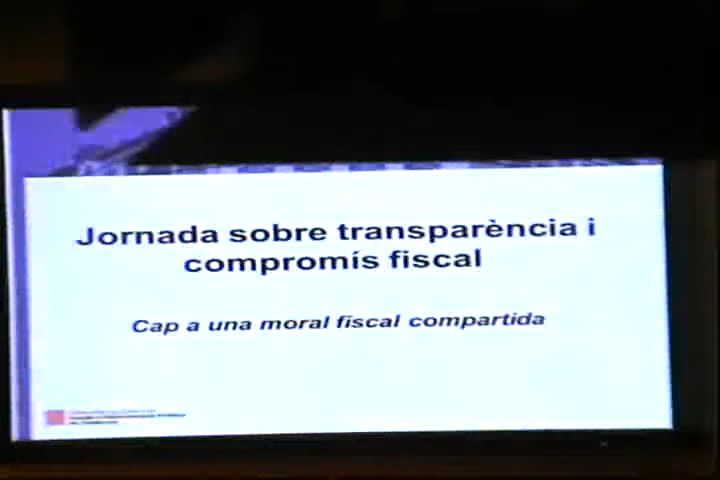 Jornada sobre transparència i
compromís fiscal
Cap a una moral fiscal compartida